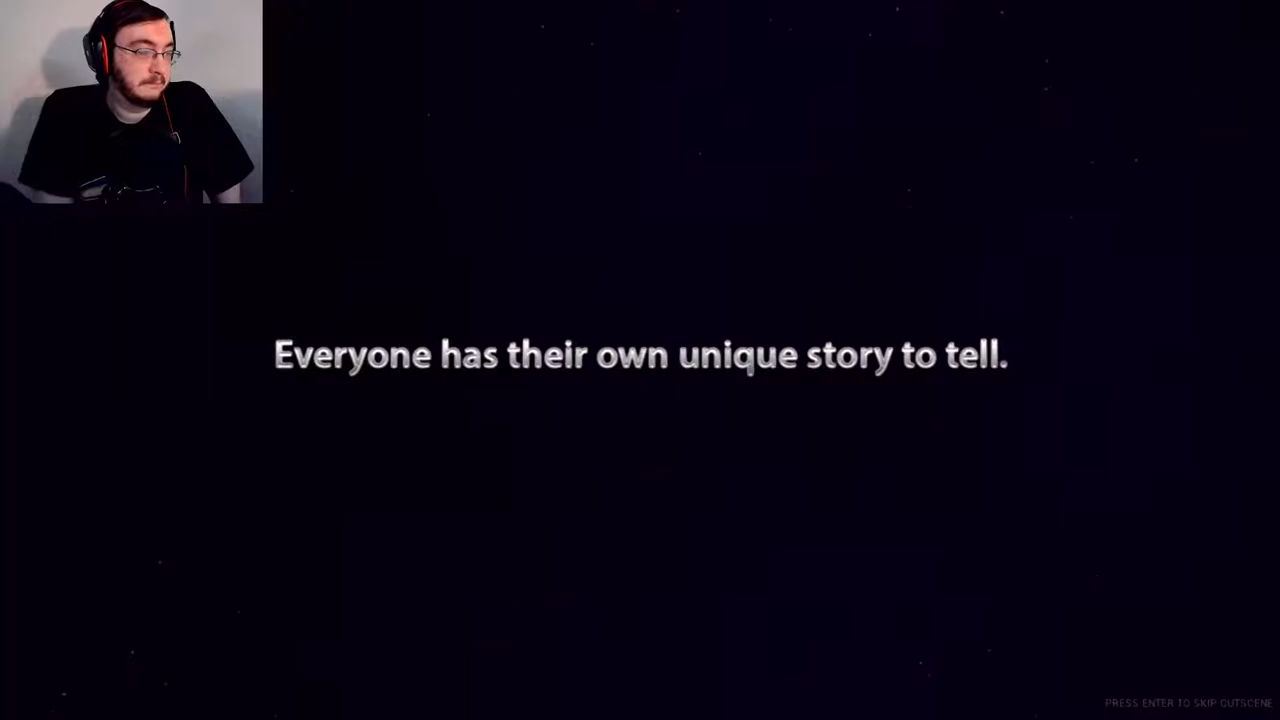 Everyone has their own unique story to tell.
PRESS ENTER TO SKIP CUTSCENE